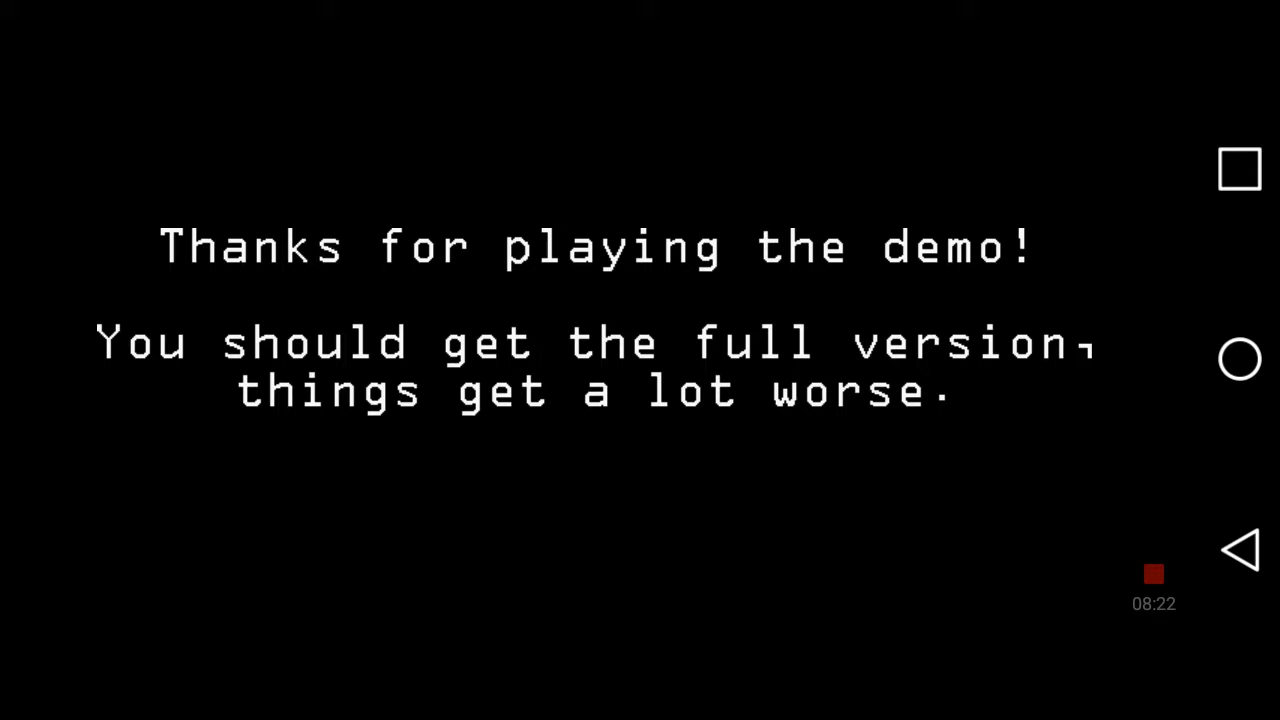 Thanks for playing the demo!
You should get the full version,
things get a lot worse.
08:22